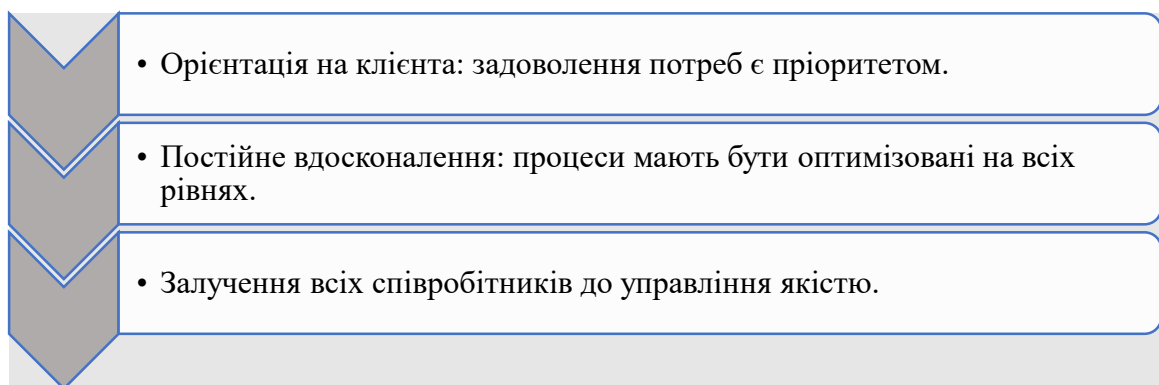 • Орієнтація на клієнта: задоволення потреб є пріоритетом.
• Постійне вдосконалення: процеси мають бути оптимізовані на всіх
рівнях.
• Залучення всіх співробітників до управління якістю.